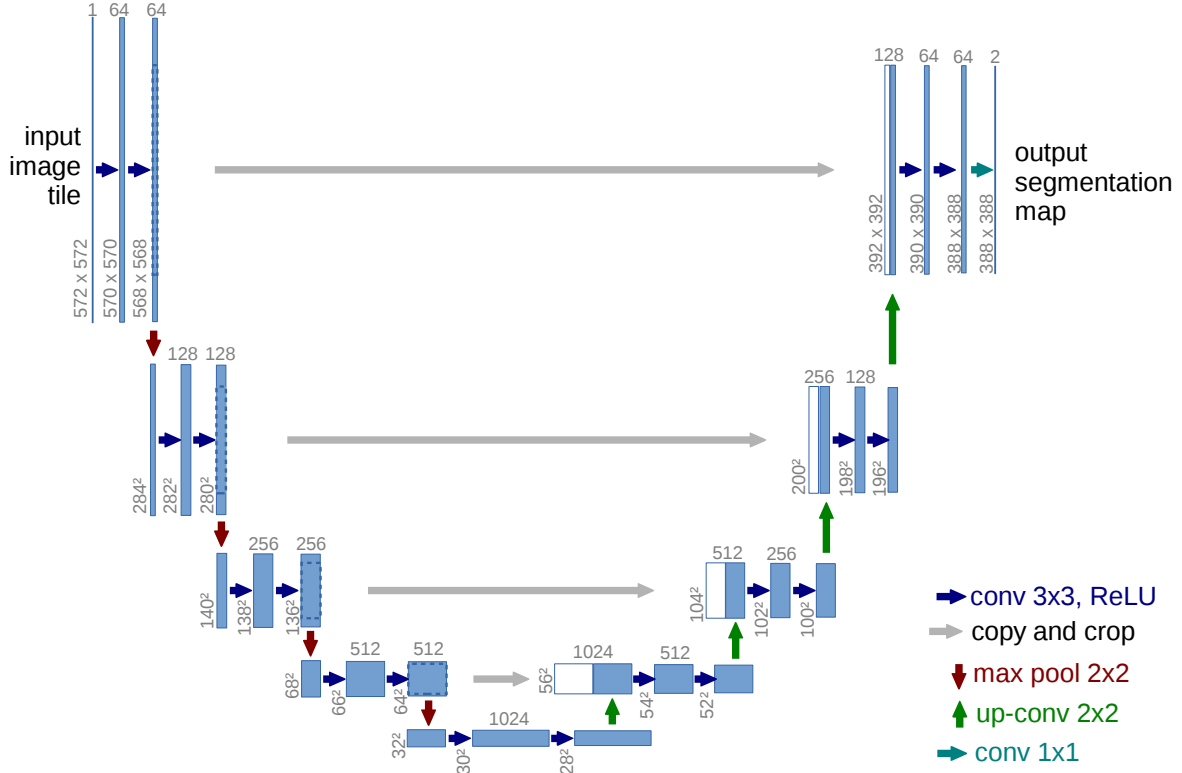 1 64 64
input
image
tile
572 x 572
570 x 570
568 x 568
128 64 64 2
output
segmentation
map
392 x 392
390 x 390
388 x 388
388 x 388
128 128
284²
282²
280²
256 128
200²
198²
196²
256 256
140²
138²
136²
512 256
104²
102²
100²
512 512
68²
66²
64²
1024 512
56²
54²
52²
1024
32²
30²
28²
conv 3x3, ReLU
copy and crop
max pool 2x2
up-conv 2x2
conv 1x1